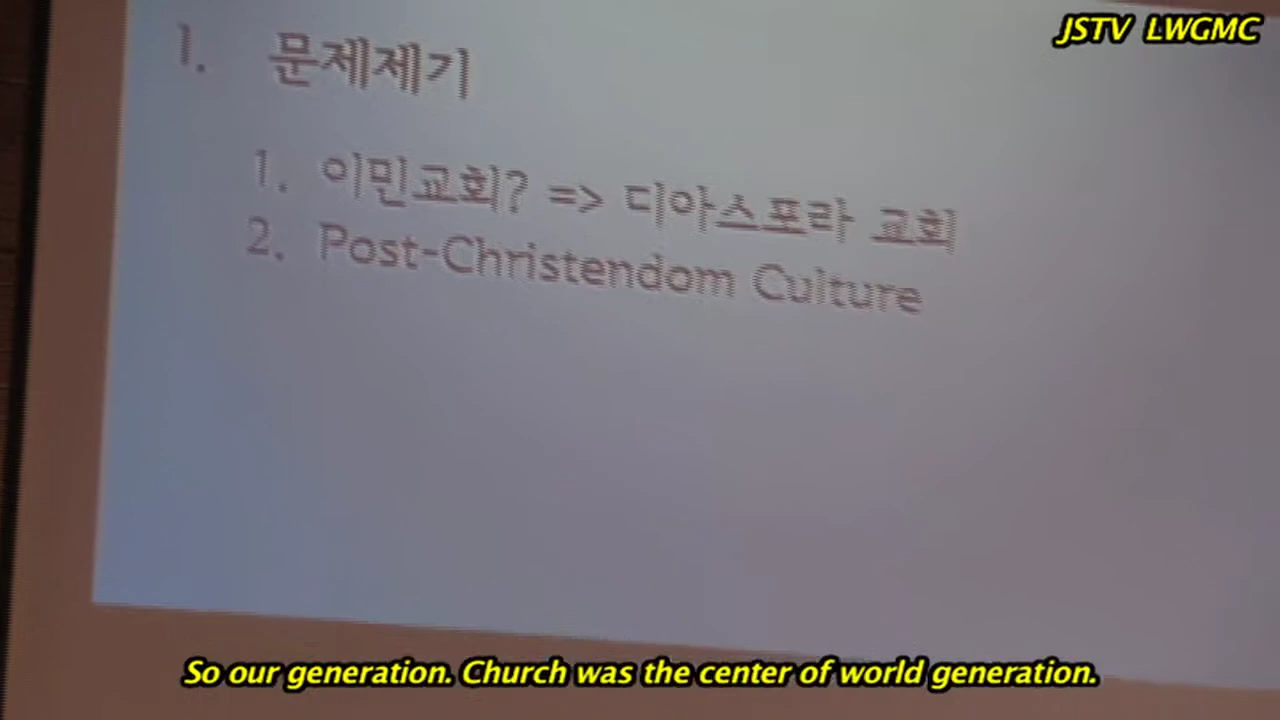 JSTV LWGMC
1. 문제제기
1. 이민교회? => 디아스포라 교회
2. Post-Christendom Culture
So our generation. Church was the center of world generation.